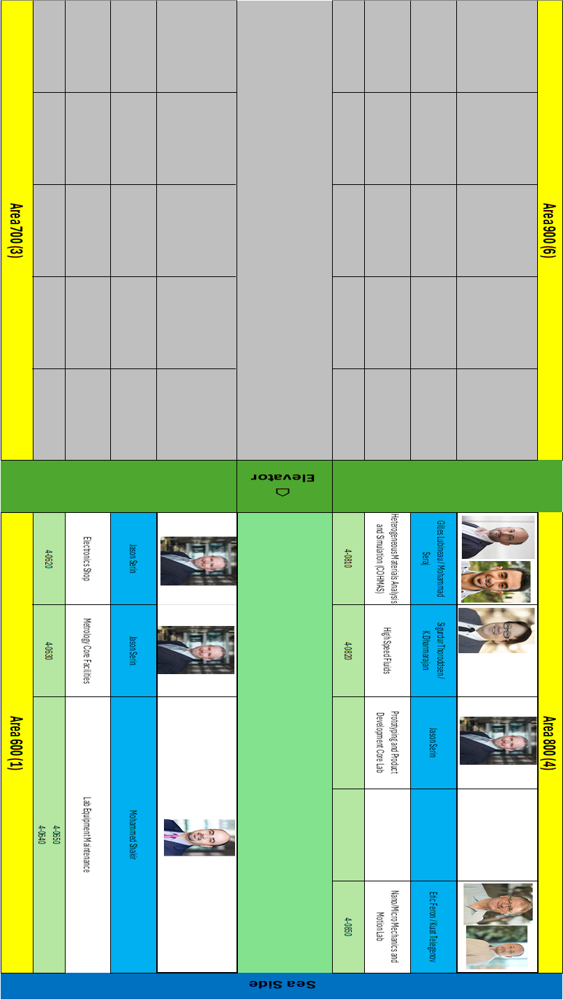 Area 900 (6)
Area 800 (4)
Gilles Lubineau / Mohammad
Seraj
Sigurdur Thoroddsen /
K.Dharmarajan
Jason Serin
Eric Feron / Kuat Telegenov
Heterogeneous Materials Analysis
and Simulation (COHMAS)
High Speed Fluids
Prototyping and Product
Development Core Lab
Nano/Micro Mechanics and
Motion Lab
4-0810
4-0820
4-0850
Elevator
Sea Side
Jason Serin
Jason Serin
Mohammed Shakir
Electronics Shop
Metrology Core Facilities
Lab Equipment Maintenance
4-0620
4-0630
4-0650
4-0640
Area 700 (3)
Area 600 (1)